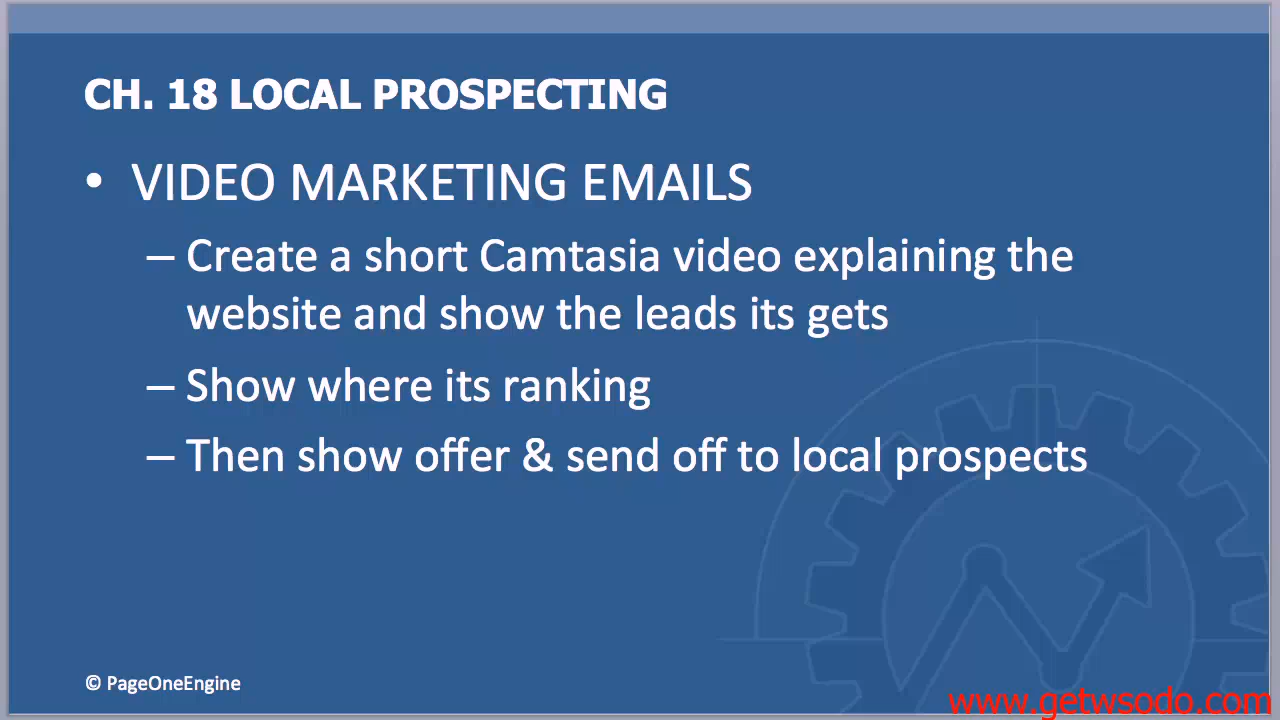 CH. 18 LOCAL PROSPECTING
• VIDEO MARKETING EMAILS
– Create a short Camtasia video explaining the
website and show the leads its gets
– Show where its ranking
– Then show offer & send off to local prospects
© PageOneEngine
www.getwsodo.com